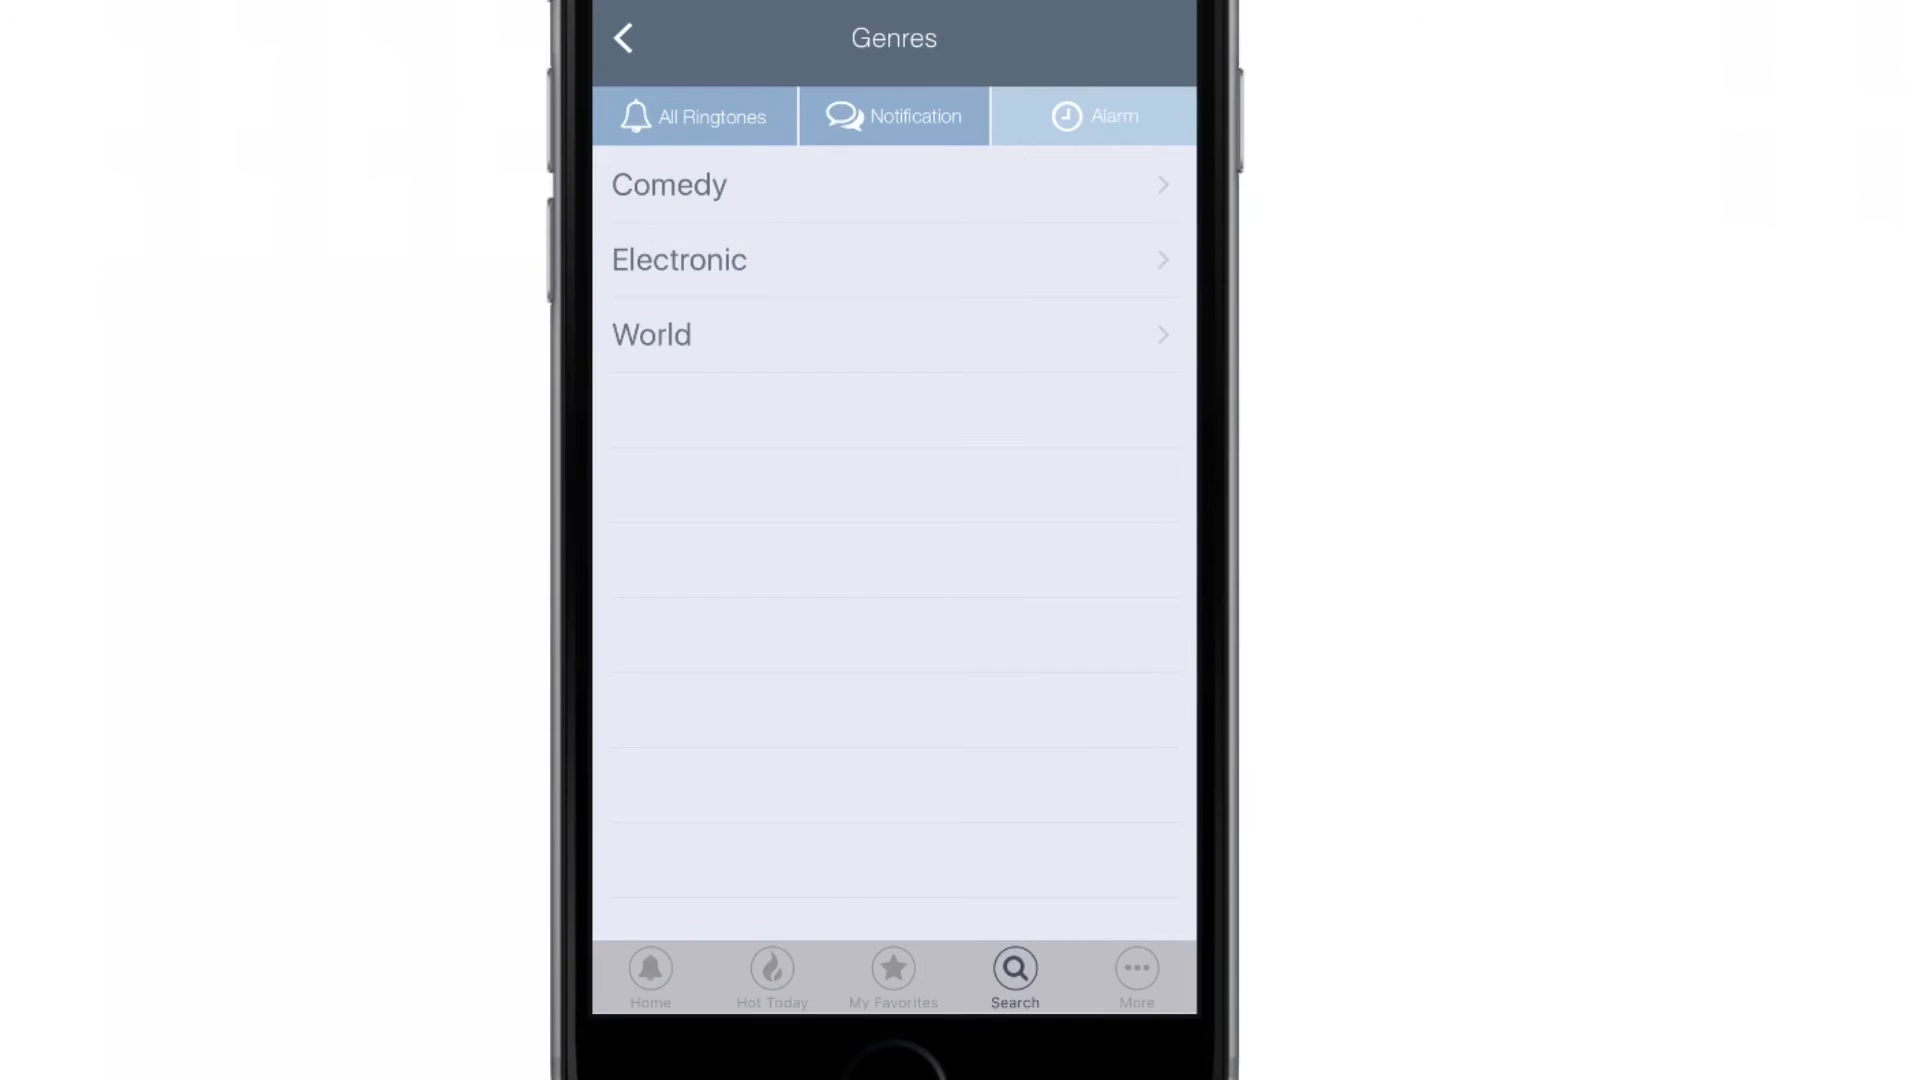 Genres
All Ringtones
Notification
Alarm
Comedy
Electronic
World
Home
Hot Today
My Favorites
Search
More